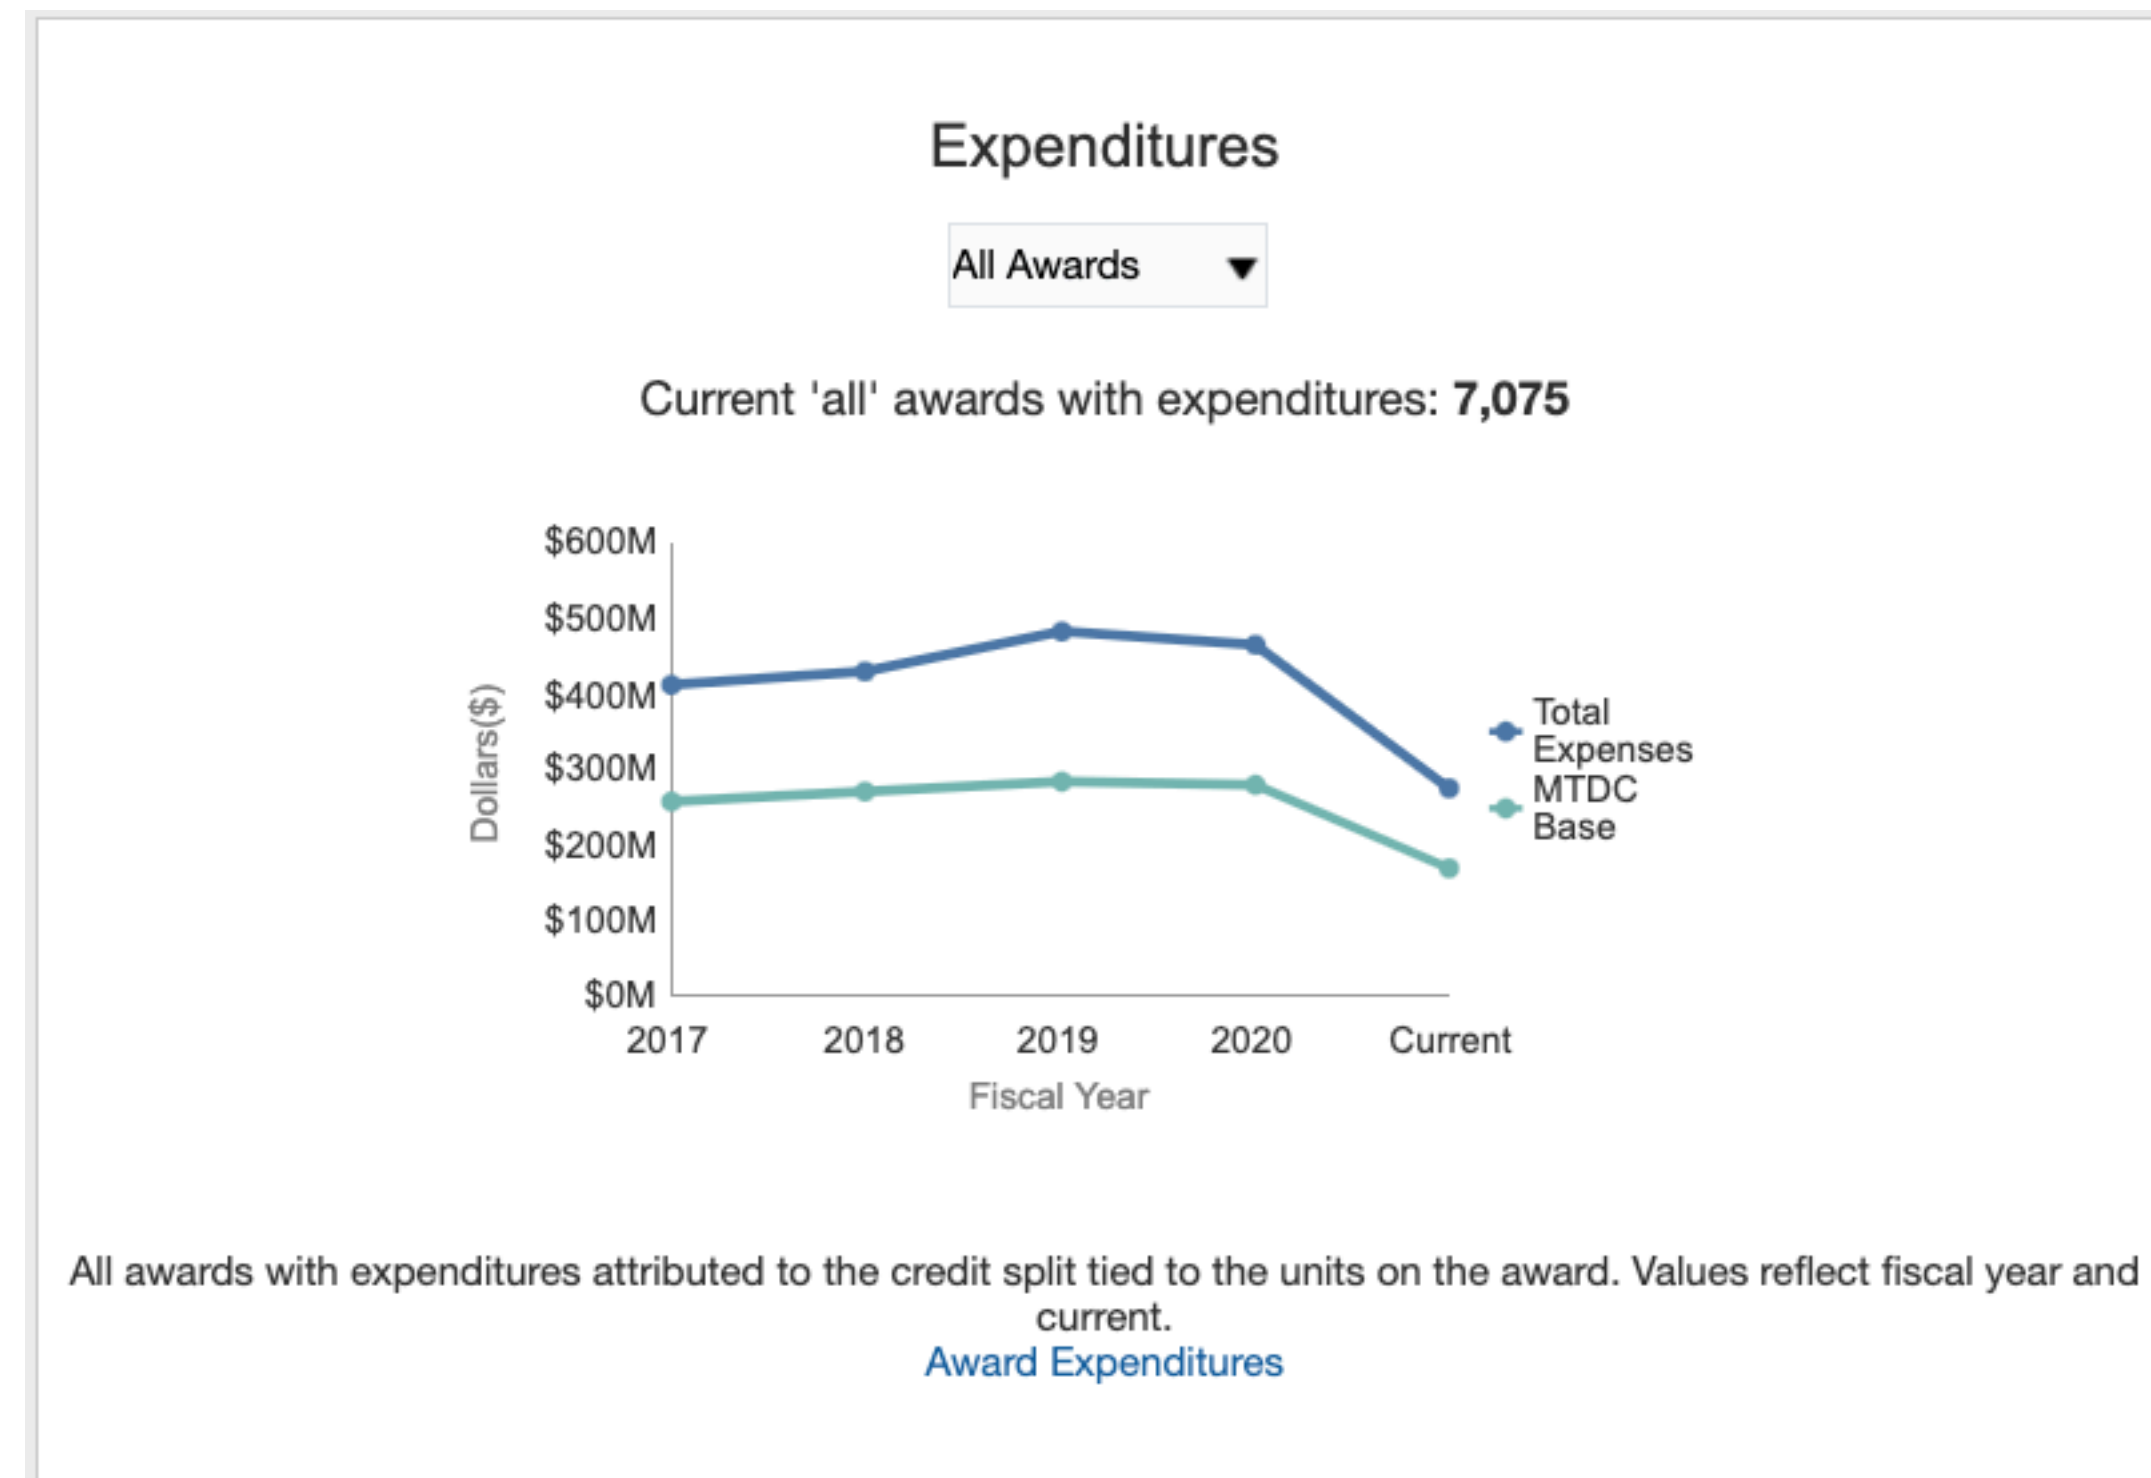 Expenditures
All Awards
Current 'all' awards with expenditures: 7,075
$600M
$500M
$400M
$300M
$200M
$100M
$0M
Dollars($)
2017 2018 2019 2020 Current
Fiscal Year
Total
Expenses
MTDC
Base
All awards with expenditures attributed to the credit split tied to the units on the award. Values reflect fiscal year and
current.
Award Expenditures